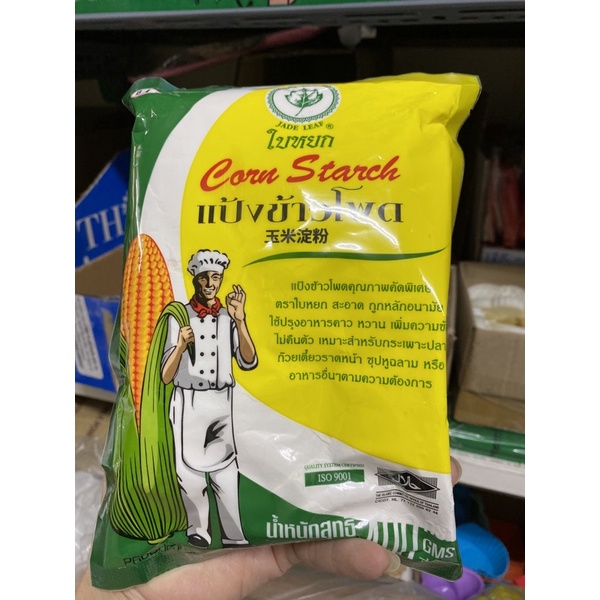 JADE LEAF ®
ใบหยก
Corn Starch
แป้งข้าวโพด
玉米淀粉
แป้งข้าวโพดคุณภาพคัดพิเศษ
ตราใบหยก สะอาด ถูกหลักอนามัย
ใช้ปรุงอาหารคาว หวาน เพิ่มความ
ไม่คืนตัว เหมาะสำหรับกระเพาะปลา
ก๋วยเตี๋ยวราดหน้า ซุปหูฉลาม หรือ
อาหารอื่นๆตามความต้องการ
QUALITY SYSTEM CERTIFIED
ISO 9001
น้ำหนักสุทธิ 400 GMS
TH